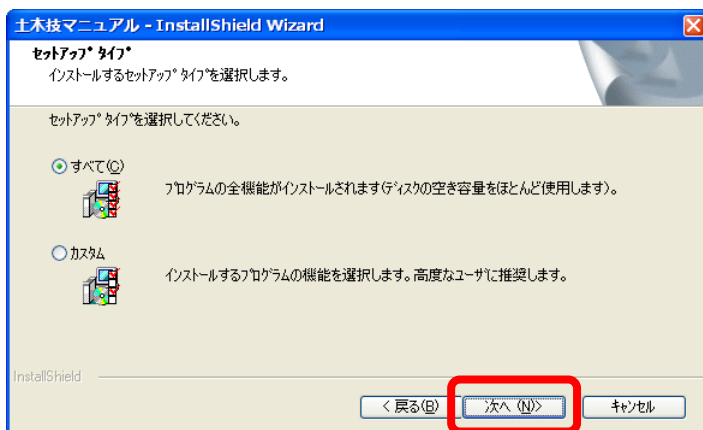 土木技マニュアル - InstallShield Wizard
セットアップ タイプ
インストールするセットアップ タイプを選択します。
セットアップ タイプを選択してください。
すべて(C)
プログラムの全機能がインストールされます(ディスクの空き容量をほとんど使用します)。
カスタム
インストールするプログラムの機能を選択します。高度なユーザに推奨します。
InstallShield
< 戻る(B) 次へ (N)> キャンセル